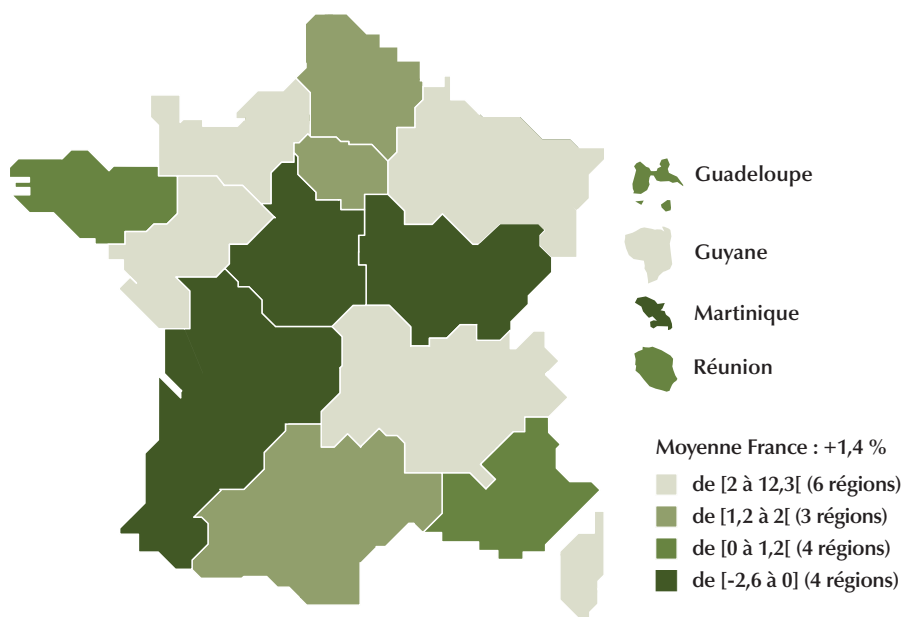 Guadeloupe
Guyane
Martinique
Réunion
Moyenne France : +1,4 %
de [2 à 12,3[ (6 régions)
de [1,2 à 2[ (3 régions)
de [0 à 1,2[ (4 régions)
de [-2,6 à 0] (4 régions)